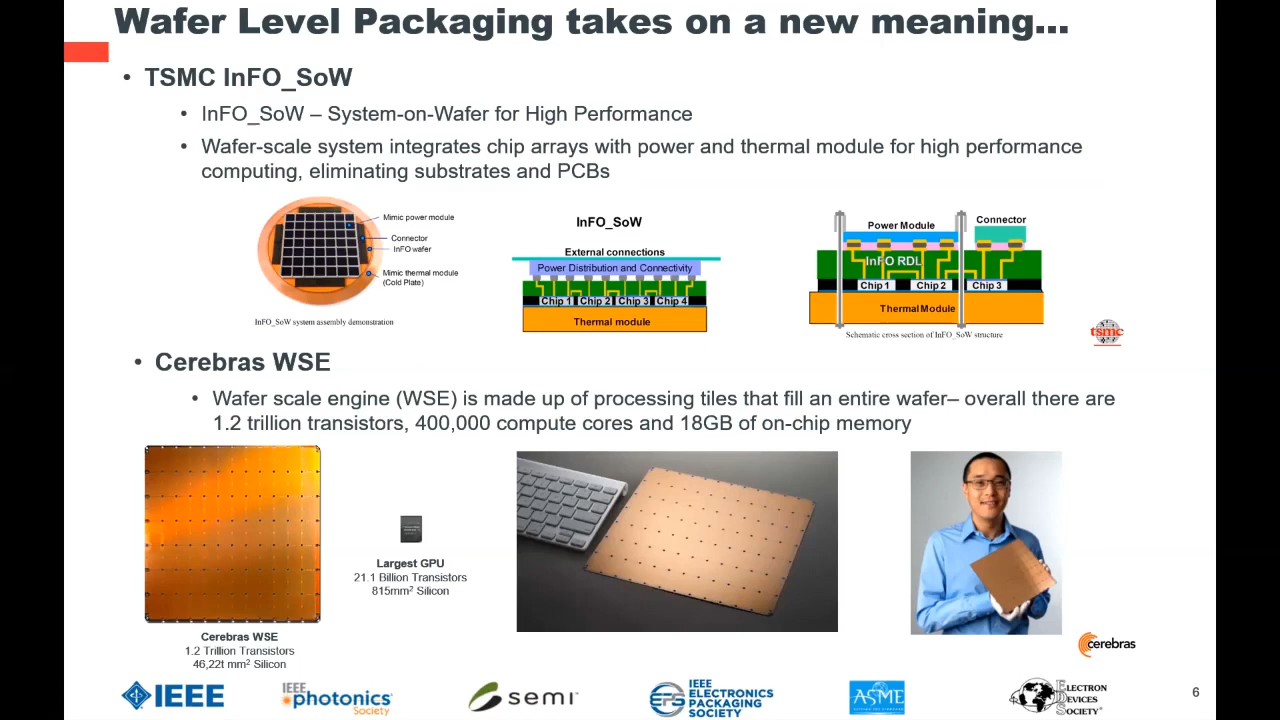 Wafer Level Packaging takes on a new meaning...
• TSMC InFO_SoW
• InFO_SoW – System-on-Wafer for High Performance
• Wafer-scale system integrates chip arrays with power and thermal module for high performance
computing, eliminating substrates and PCBs
Mimic power module
Connector
InFO wafer
Mimic thermal module
(Cold Plate)
InFO_SoW system assembly demonstration
InFO_SoW
External connections
Power Distribution and Connectivity
Chip 1 Chip 2 Chip 3 Chip 4
Thermal module
Power Module
Connector
InFO RDL
Chip 1 Chip 2 Chip 3
Thermal Module
Schematic cross section of InFO_SoW structure
tsmc
• Cerebras WSE
• Wafer scale engine (WSE) is made up of processing tiles that fill an entire wafer– overall there are
1.2 trillion transistors, 400,000 compute cores and 18GB of on-chip memory
Cerebras WSE
1.2 Trillion Transistors
46,22t mm² Silicon
Largest GPU
21.1 Billion Transistors
815mm² Silicon
cerebras
IEEE
IEEE
photonics
Society
semi
EPS
IEEE
ELECTRONICS
PACKAGING
SOCIETY
ASME
ELECTRON
DEVICES
SOCIETY®
6